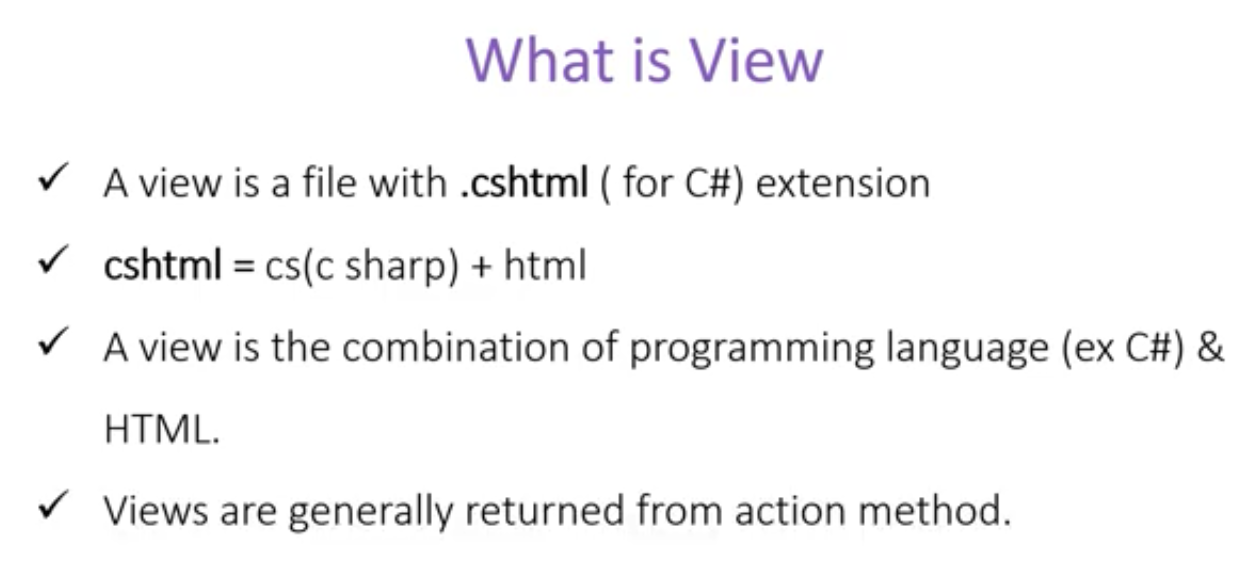 What is View
✓ A view is a file with .cshtml ( for C#) extension
✓ cshtml = cs(c sharp) + html
✓ A view is the combination of programming language (ex C#) &
HTML.
✓ Views are generally returned from action method.